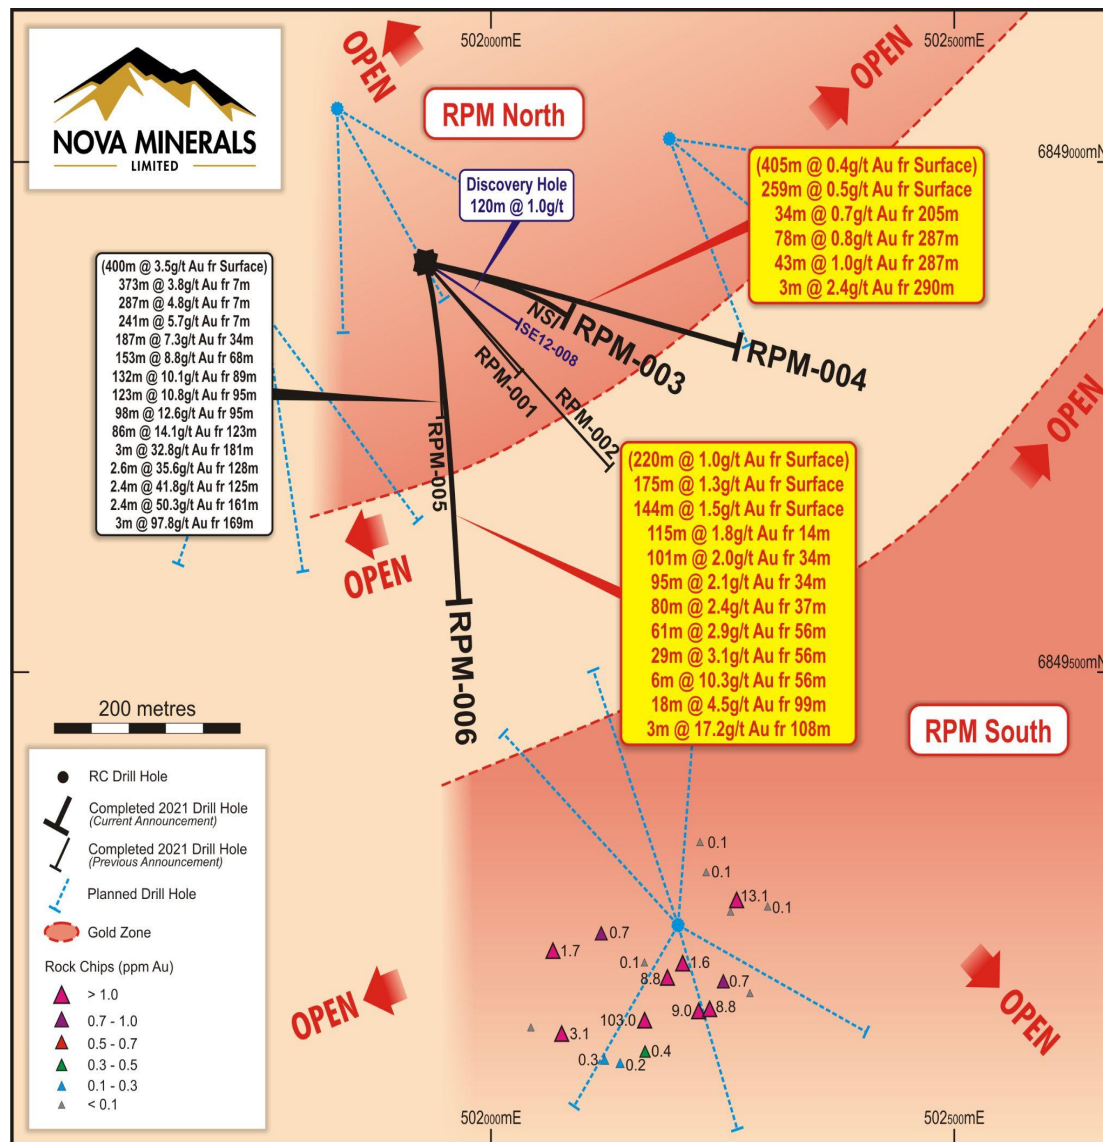 502000mE
502500mE
OPEN
OPEN
NOVA MINERALS
LIMITED
RPM North
6849000mN
Discovery Hole
120m @ 1.0g/t
(405m @ 0.4g/t Au fr Surface)
259m @ 0.5g/t Au fr Surface
34m @ 0.7g/t Au fr 205m
78m @ 0.8g/t Au fr 287m
43m @ 1.0g/t Au fr 287m
3m @ 2.4g/t Au fr 290m
(400m @ 3.5g/t Au fr Surface)
373m @ 3.8g/t Au fr 7m
287m @ 4.8g/t Au fr 7m
241m @ 5.7g/t Au fr 7m
187m @ 7.3g/t Au fr 34m
153m @ 8.8g/t Au fr 68m
132m @ 10.1g/t Au fr 89m
123m @ 10.8g/t Au fr 95m
98m @ 12.6g/t Au fr 95m
86m @ 14.1g/t Au fr 123m
3m @ 32.8g/t Au fr 181m
2.6m @ 35.6g/t Au fr 128m
2.4m @ 41.8g/t Au fr 125m
2.4m @ 50.3g/t Au fr 161m
3m @ 97.8g/t Au fr 169m
NSI
SE12-008
RPM-003
RPM-004
RPM-001
RPM-002
RPM-005
RPM-006
OPEN
OPEN
(220m @ 1.0g/t Au fr Surface)
175m @ 1.3g/t Au fr Surface
144m @ 1.5g/t Au fr Surface
115m @ 1.8g/t Au fr 14m
101m @ 2.0g/t Au fr 34m
95m @ 2.1g/t Au fr 34m
80m @ 2.4g/t Au fr 37m
61m @ 2.9g/t Au fr 56m
29m @ 3.1g/t Au fr 56m
6m @ 10.3g/t Au fr 56m
18m @ 4.5g/t Au fr 99m
3m @ 17.2g/t Au fr 108m
6849500mN
200 metres
RPM South
RC Drill Hole
Completed 2021 Drill Hole
(Current Announcement)
Completed 2021 Drill Hole
(Previous Announcement)
Planned Drill Hole
Gold Zone
Rock Chips (ppm Au)
> 1.0
0.7 - 1.0
0.5 - 0.7
0.3 - 0.5
0.1 - 0.3
< 0.1
0.1
0.1
13.1
0.1
0.7
1.7
0.1
1.6
8.8
0.7
9.0
8.8
103.0
3.1
0.4
0.3
0.2
OPEN
OPEN
502000mE
502500mE